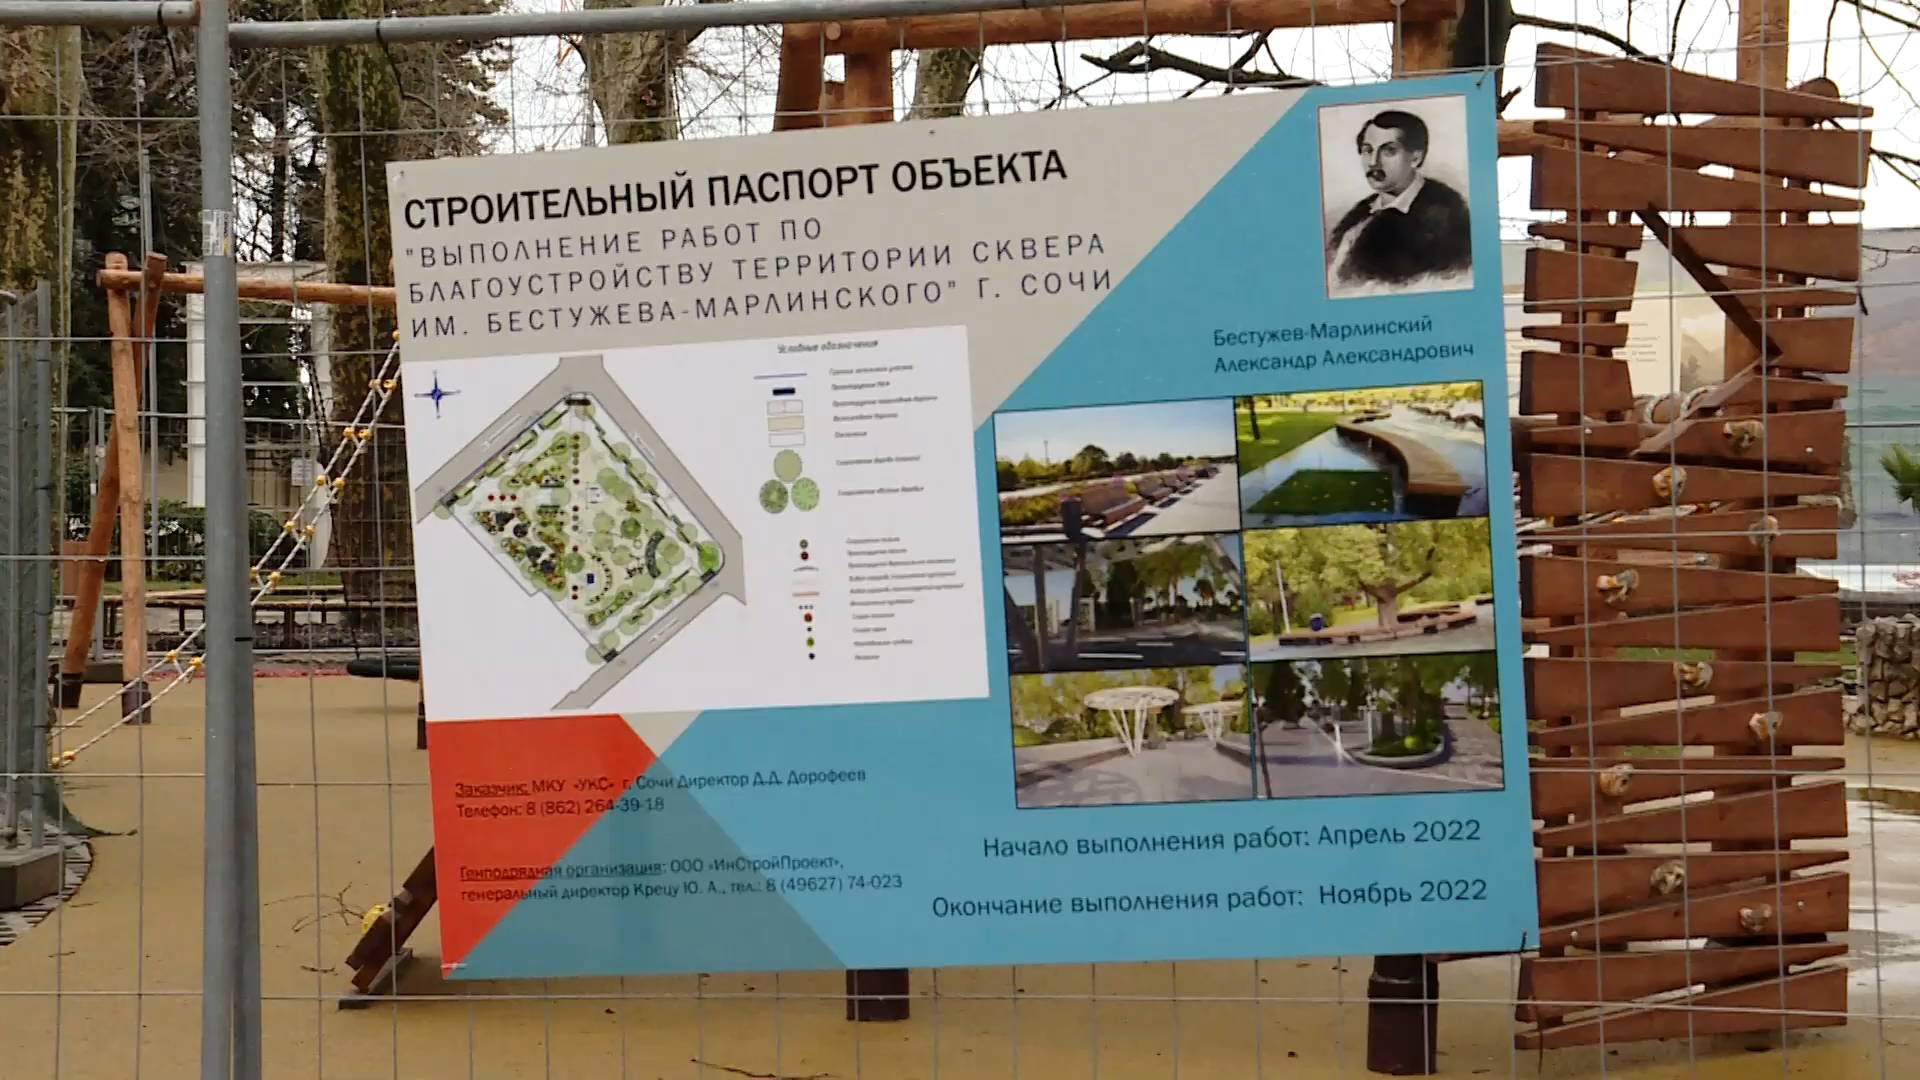 СТРОИТЕЛЬНЫЙ ПАСПОРТ ОБЪЕКТА
"ВЫПОЛНЕНИЕ РАБОТ ПО
БЛАГОУСТРОЙСТВУ ТЕРРИТОРИИ СКВЕРА
ИМ. БЕСТУЖЕВА-МАРЛИНСКОГО" Г. СОЧИ
Бестужев-Марлинский
Александр Александрович
Условные обозначения
Заказчик: МКУ «УКС» г. Сочи Директор Д.Д. Дорофеев
Телефон: 8 (862) 264-39-18
Генподрядная организация: ООО «ИнСтройПроект»,
генеральный директор Крецу Ю. А., тел.: 8 (49627) 74-023
Начало выполнения работ: Апрель 2022
Окончание выполнения работ: Ноябрь 2022